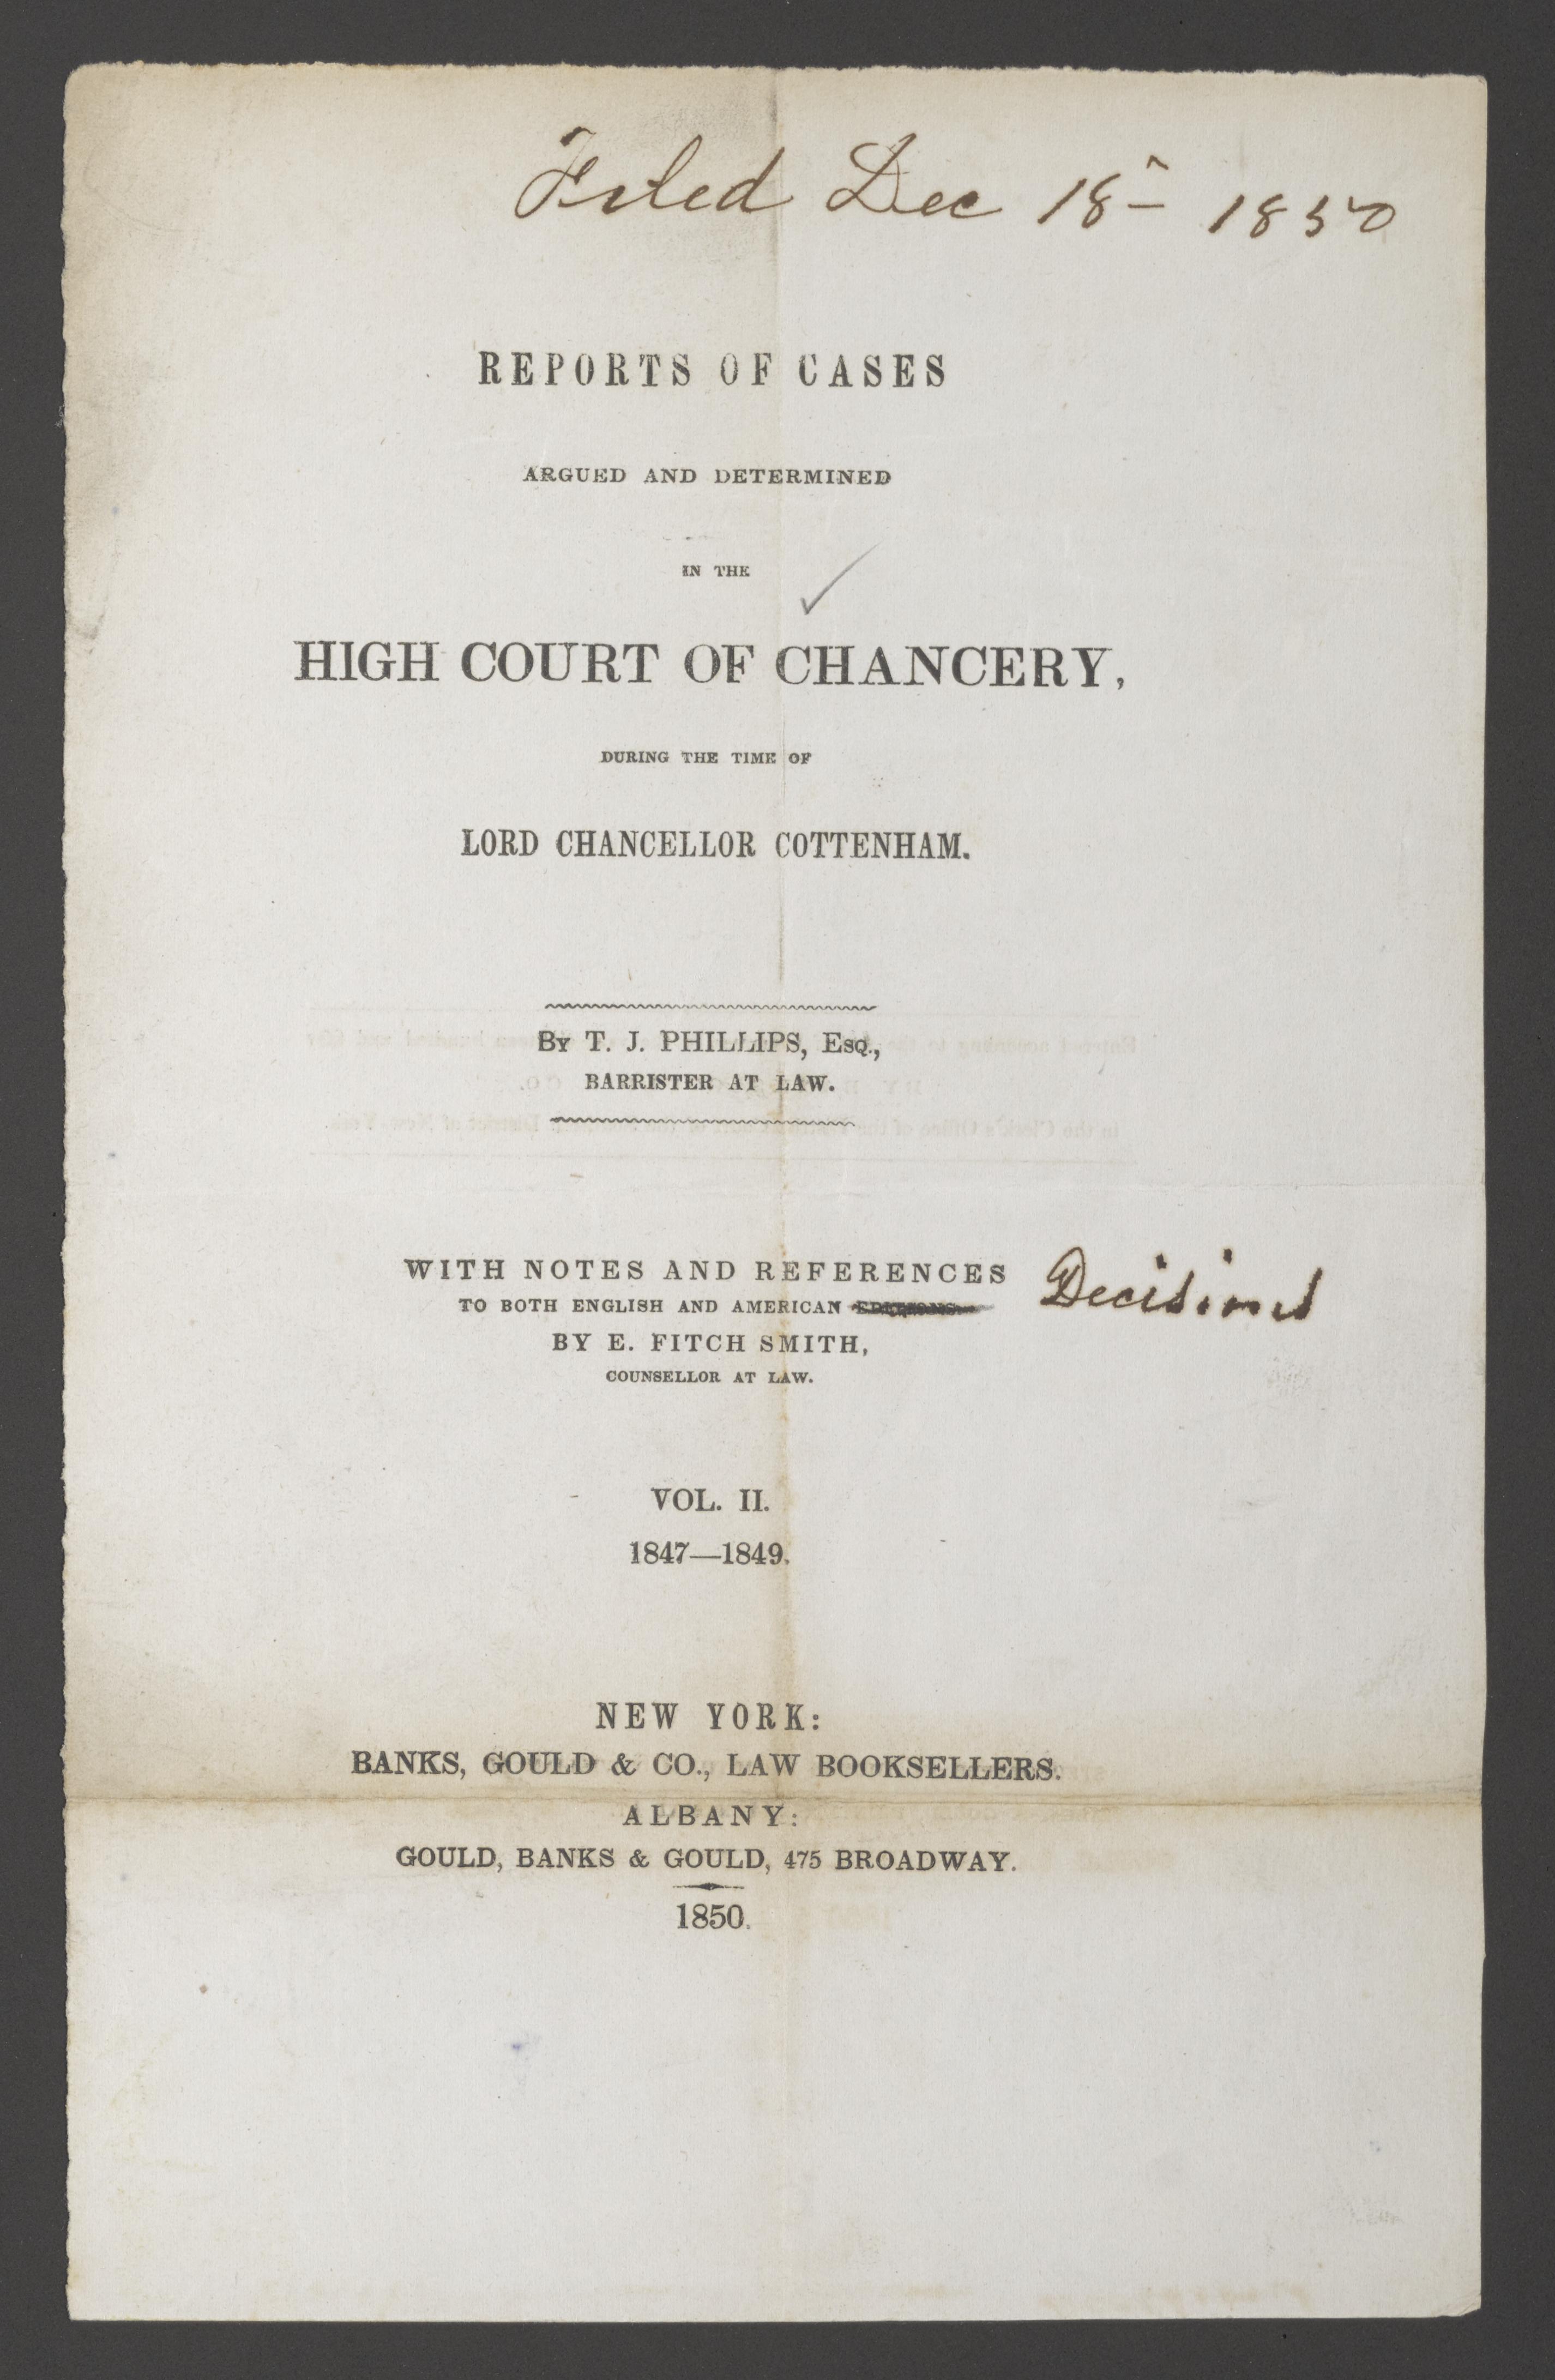 Filed Dec 18 - 1850
REPORTS OF CASES
ARGUED AND DETERMINED
IN THE
HIGH COURT OF CHANCERY,
DURING THE TIME OF
LORD CHANCELLOR COTTENHAM.
By T. J. PHILLIPS, Esq.,
BARRISTER AT LAW.
WITH NOTES AND REFERENCES
TO BOTH ENGLISH AND AMERICAN EDITIONS Decisions
BY E. FITCH SMITH,
COUNSELLOR AT LAW.
VOL. II.
1847—1849.
NEW YORK:
BANKS, GOULD & CO., LAW BOOKSELLERS.
ALBANY:
GOULD, BANKS & GOULD, 475 BROADWAY.
1850.